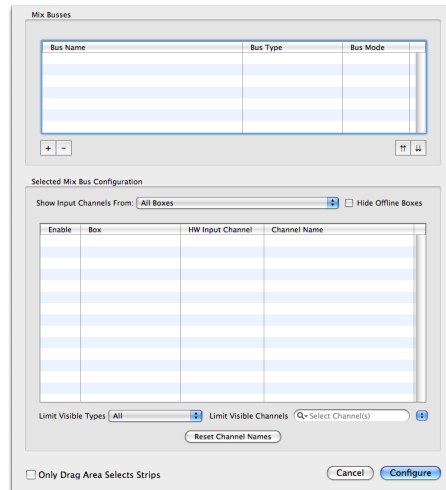 Mix Busses
Bus Name Bus Type Bus Mode
+ −
Selected Mix Bus Configuration
Show Input Channels From: All Boxes Hide Offline Boxes
Enable Box HW Input Channel Channel Name
Limit Visible Types All Limit Visible Channels Select Channel(s)
Reset Channel Names
Only Drag Area Selects Strips Cancel Configure